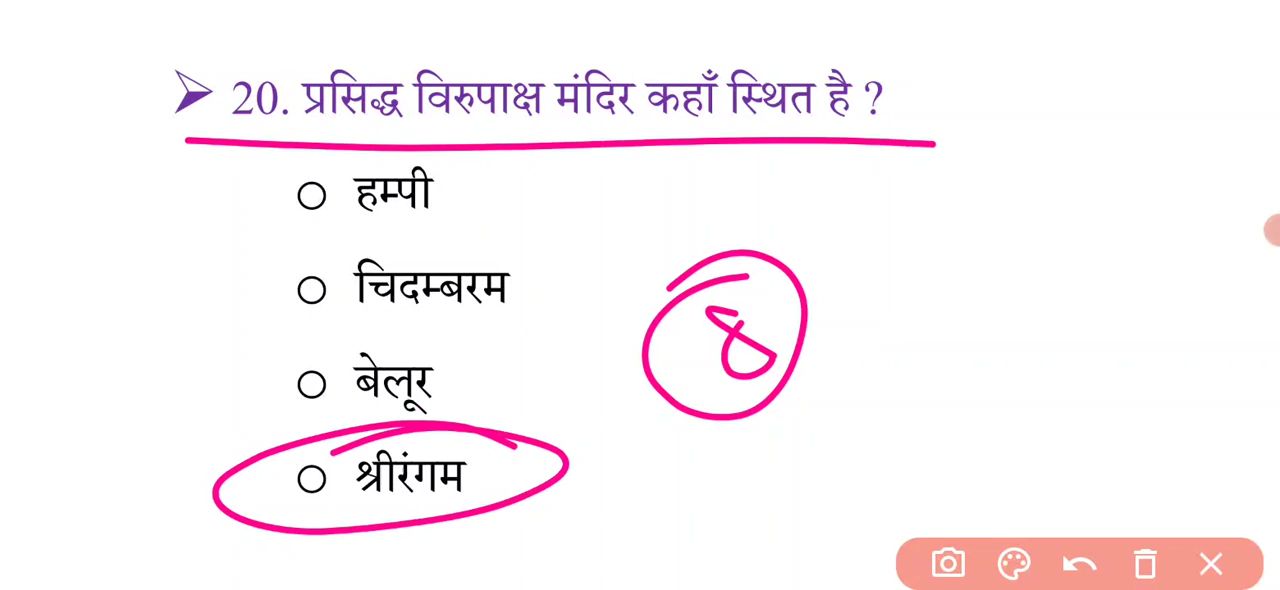 20. प्रसिद्ध विरुपाक्ष मंदिर कहाँ स्थित है ?
हम्पी
चिदम्बरम
बेलूर
श्रीरंगम